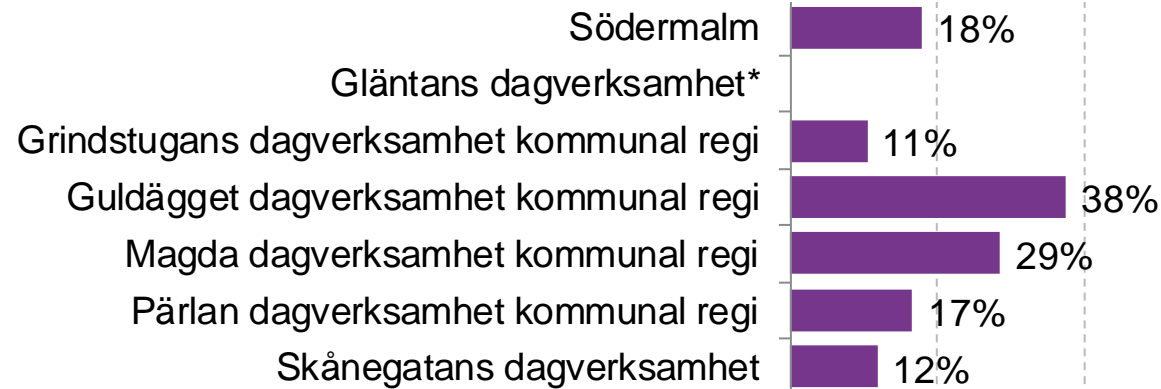 Södermalm 18%
Gläntans dagverksamhet*
Grindstugans dagverksamhet kommunal regi 11%
Guldägget dagverksamhet kommunal regi 38%
Magda dagverksamhet kommunal regi 29%
Pärlan dagverksamhet kommunal regi 17%
Skånegatans dagverksamhet 12%